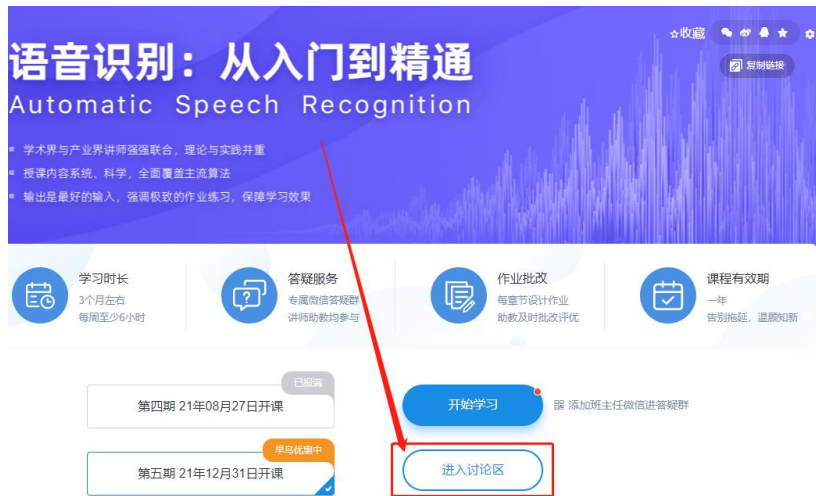 ☆收藏
复制链接
语音识别：从入门到精通
Automatic Speech Recognition
学术界与产业界讲师强强联合，理论与实践并重
授课内容系统、科学，全面覆盖主流算法
输出是最好的输入，强调极致的作业练习，保障学习效果
学习时长
3个月左右
每周至少6小时
答疑服务
专属微信答疑群
讲师助教均参与
作业批改
每章节设计作业
助教及时批改评优
课程有效期
一年
告别拖延，温顾知新
已报满
第四期 21年08月27日开课
开始学习
添加班主任微信进答疑群
早鸟优惠中
第五期 21年12月31日开课
进入讨论区